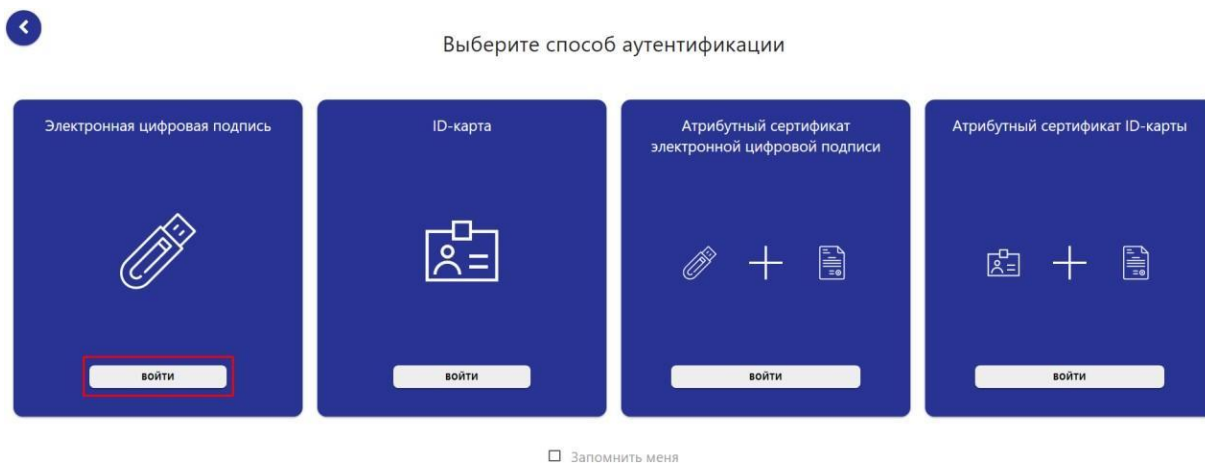 Выберите способ аутентификации
Электронная цифровая подпись
ID-карта
Атрибутный сертификат
электронной цифровой подписи
Атрибутный сертификат ID-карты
ВОЙТИ
ВОЙТИ
ВОЙТИ
ВОЙТИ
Запомнить меня